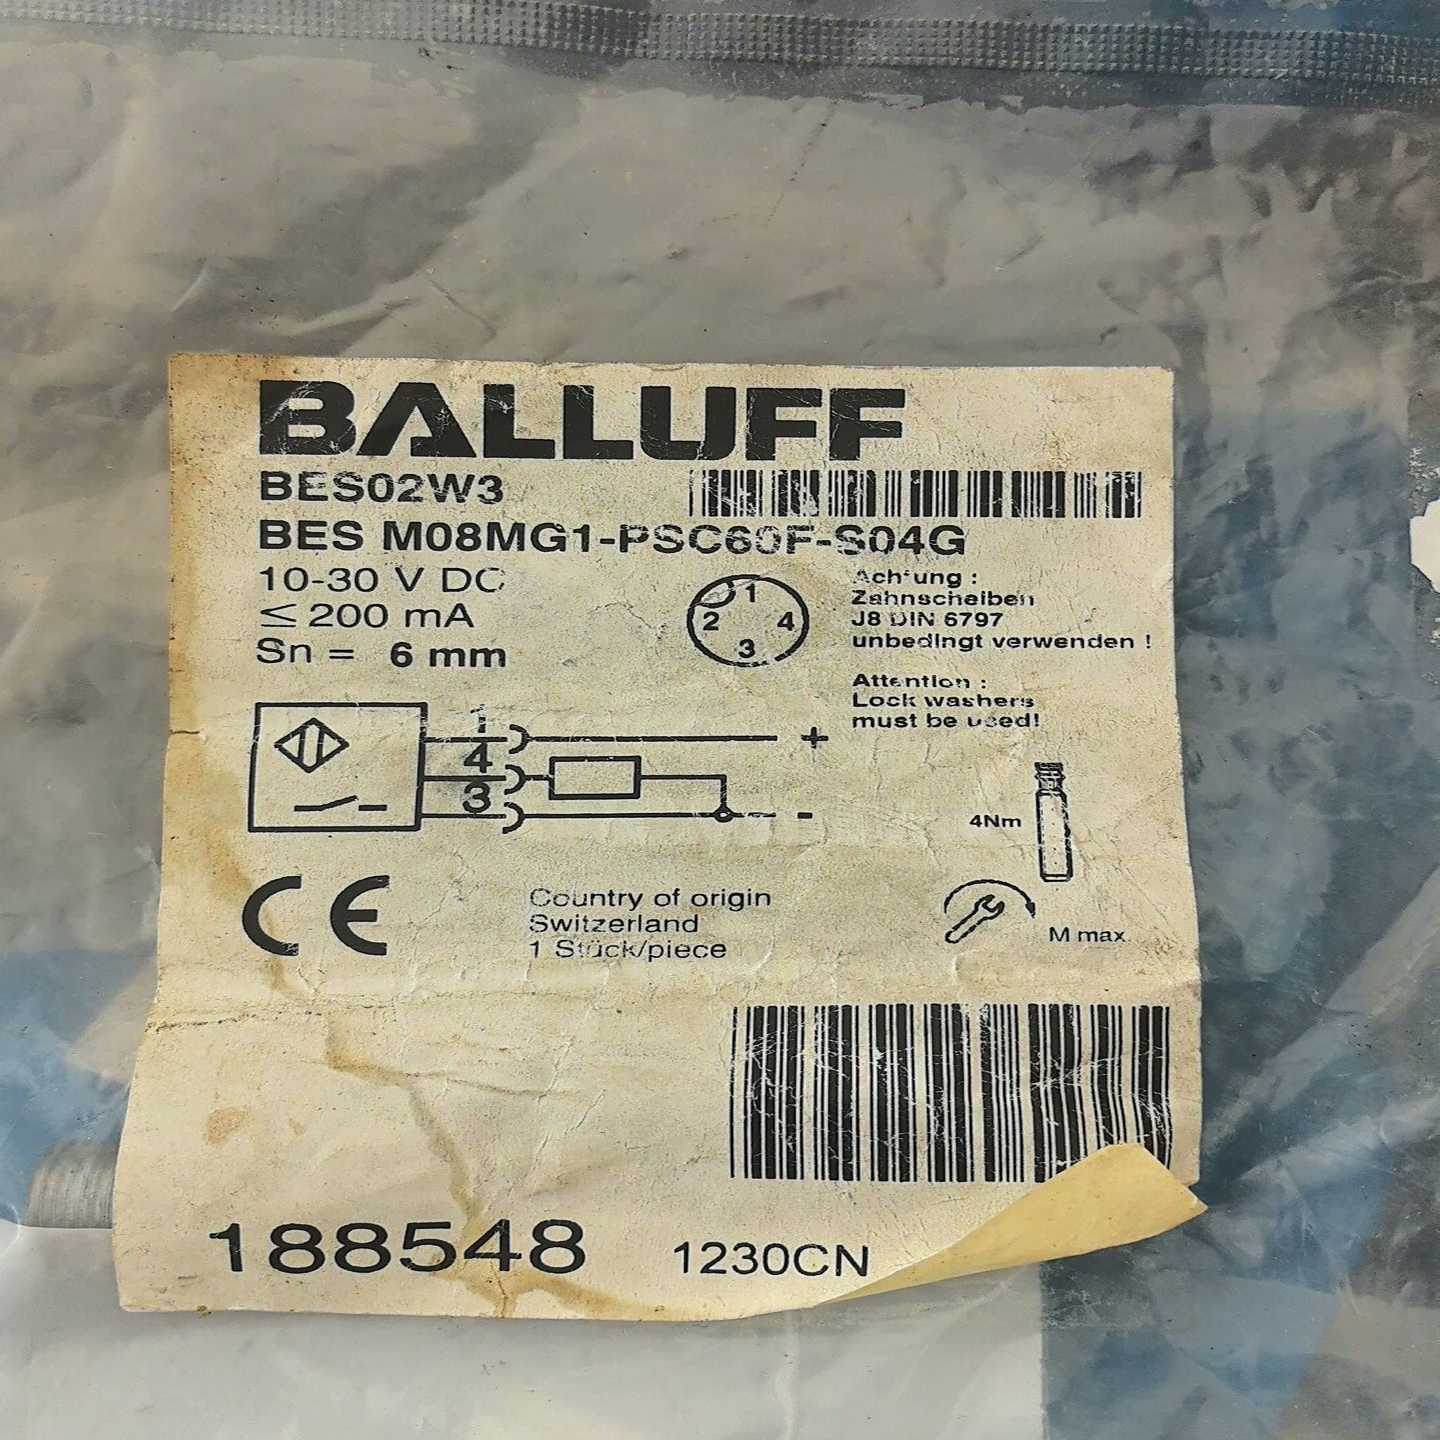 BALLUFF
BES02W3
BES M08MG1-PSC60F-S04G
10-30 V DC
≤ 200 mA
Sn = 6 mm
1
2 4
3
Achtung :
Zahnscheiben
J8 DIN 6797
unbedingt verwenden !
Attention :
Lock washers
must be used!
1
4
3
+
-
4Nm
M max.
CE
Country of origin
Switzerland
1 Stück/piece
188548
1230CN